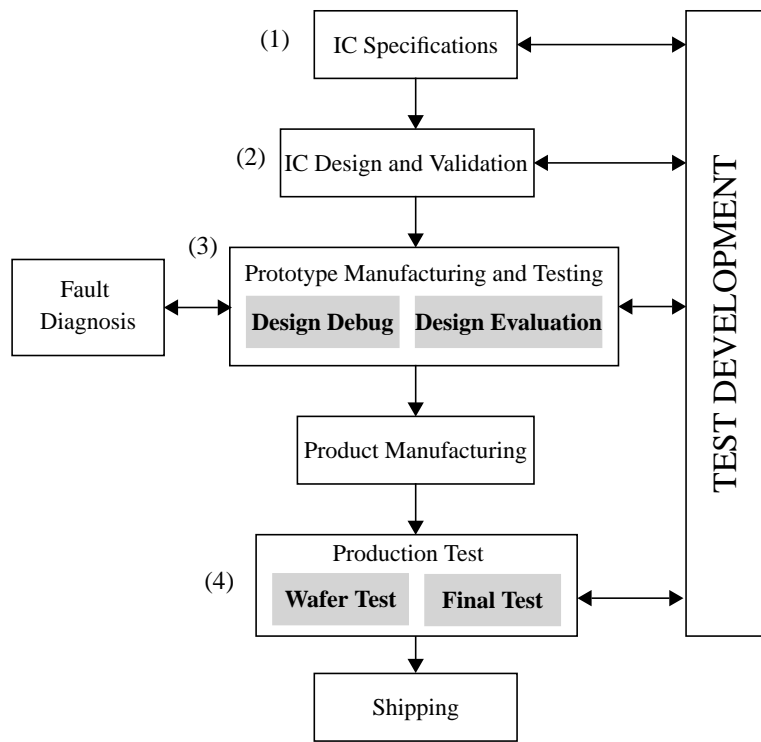 (1)
IC Specifications
(2)
IC Design and Validation
(3)
Prototype Manufacturing and Testing
Design Debug
Design Evaluation
Fault
Diagnosis
Product Manufacturing
(4)
Production Test
Wafer Test
Final Test
Shipping
TEST DEVELOPMENT